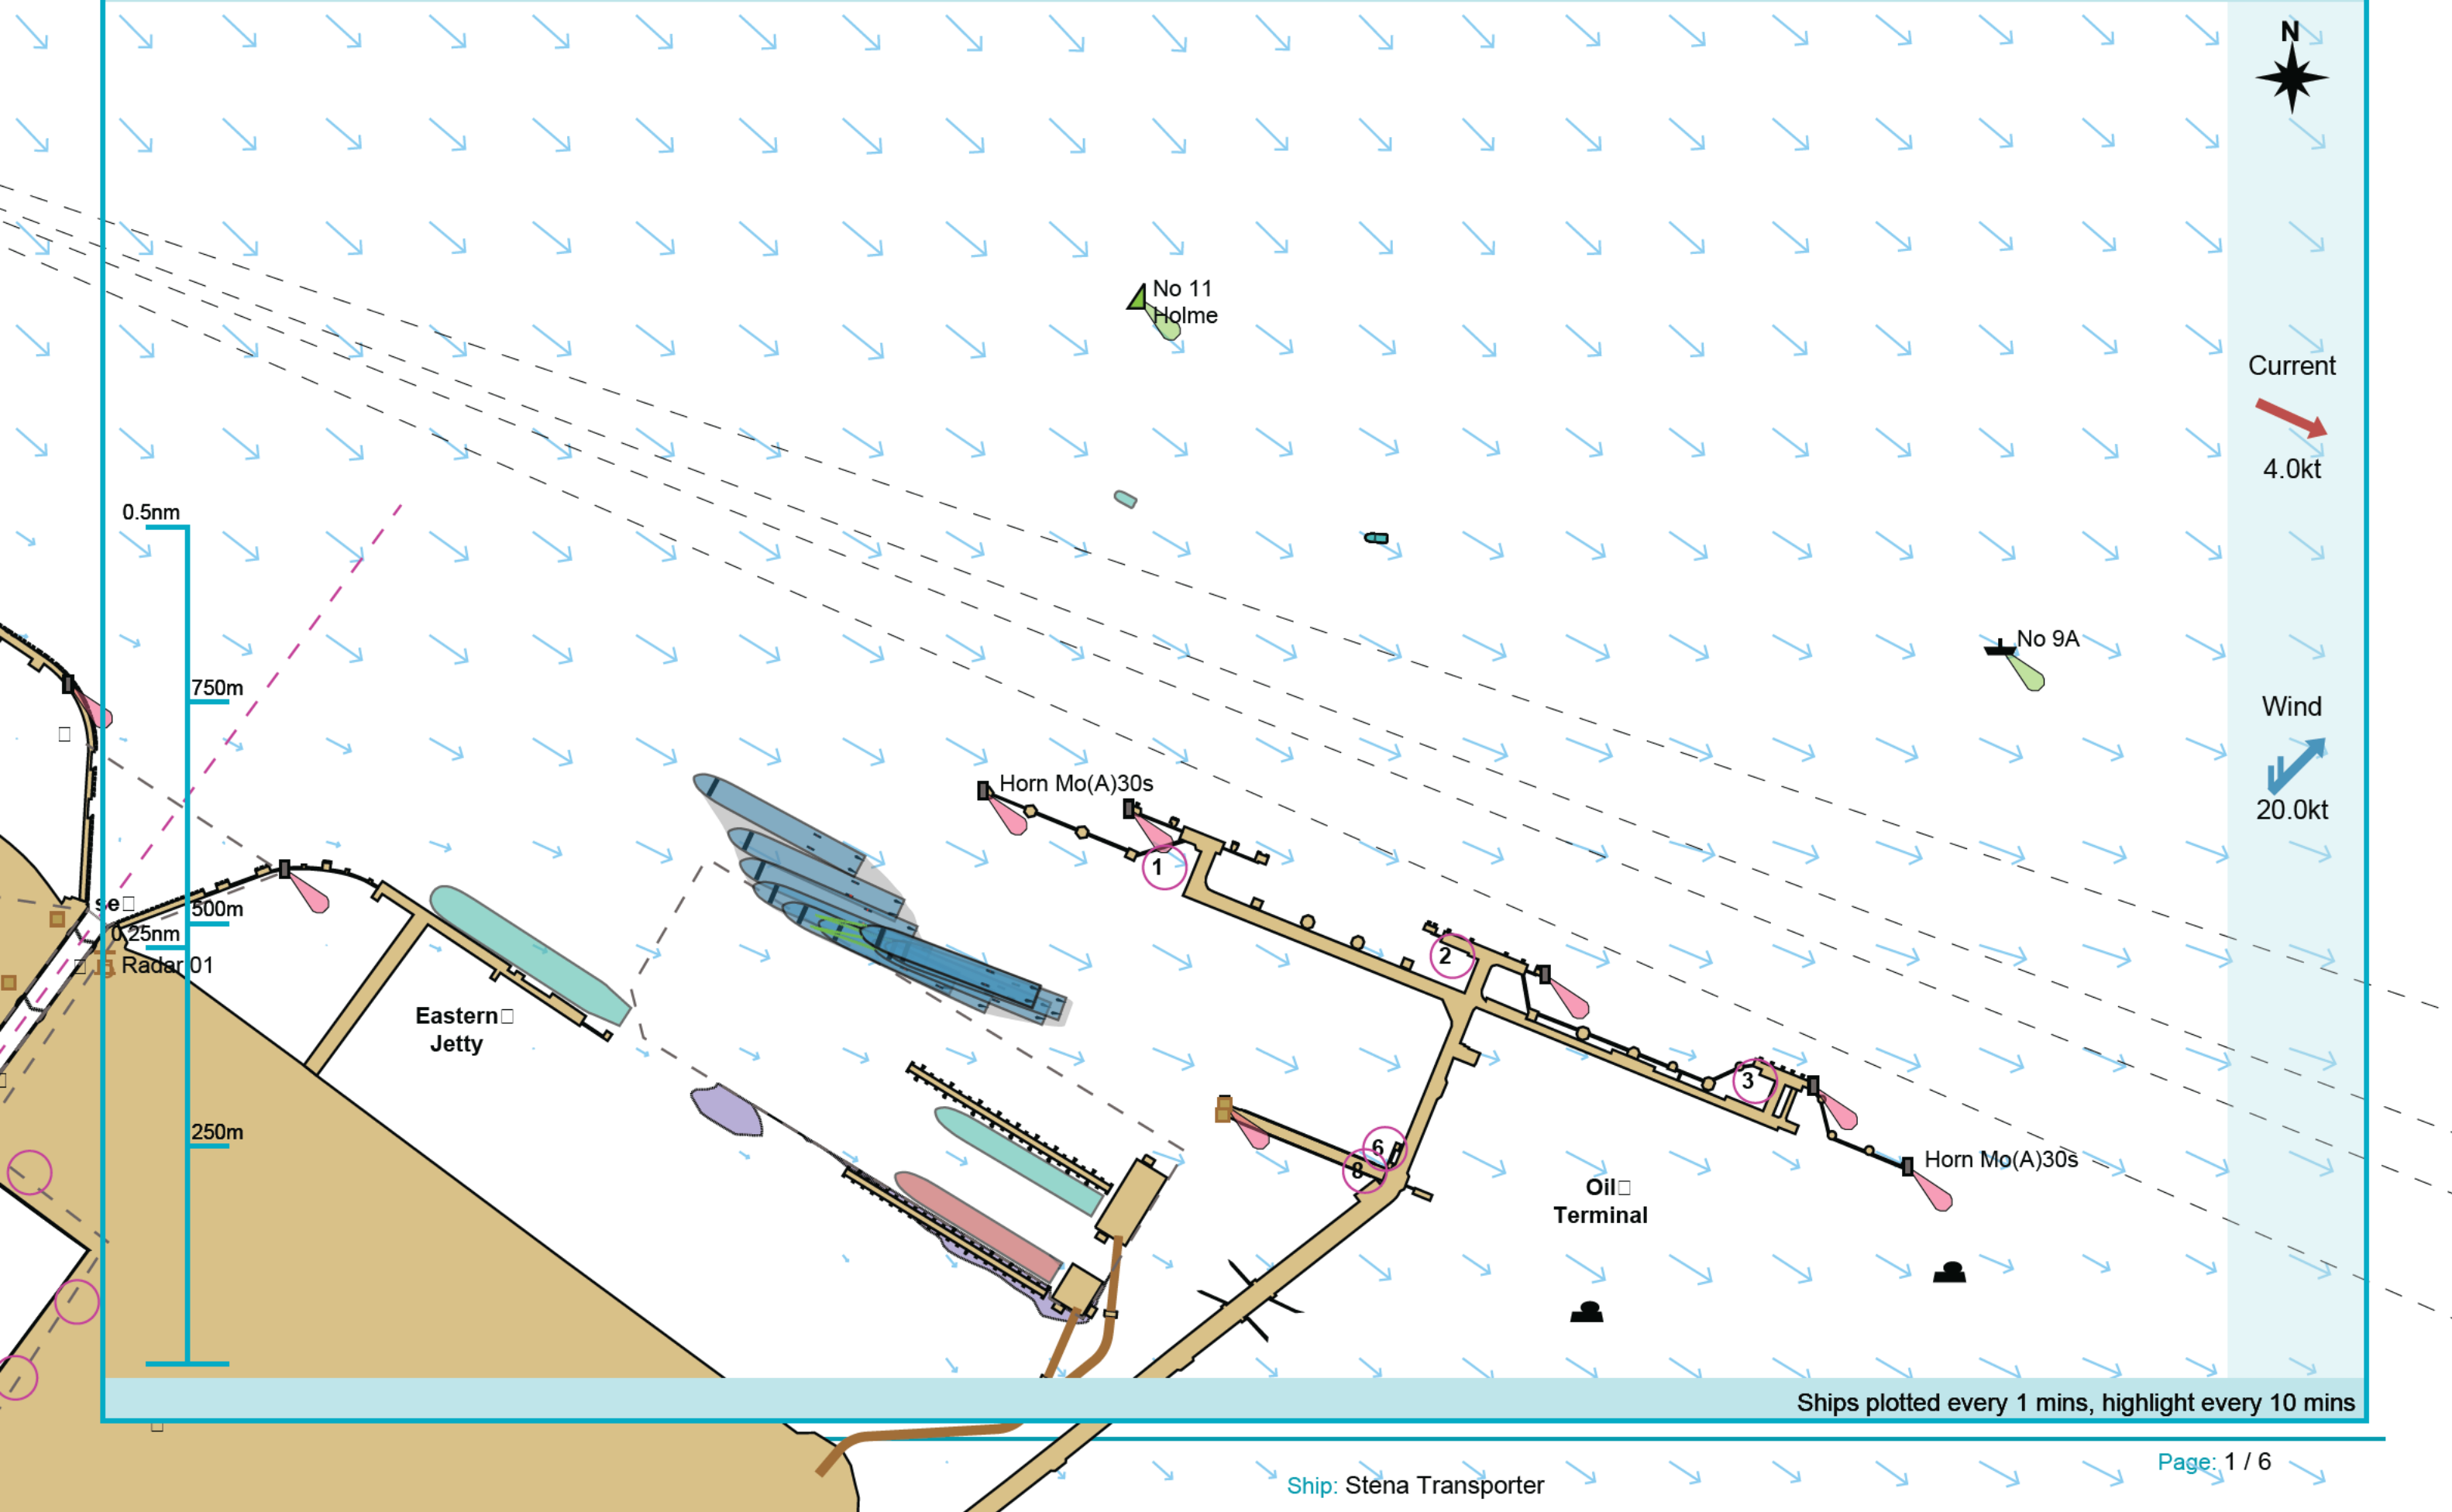 N
No 11
Holme
Current
4.0kt
0.5nm
No 9A
750m
Wind
Horn Mo(A)30s
20.0kt
1
se
500m
0.25nm
2
Radar 01
Eastern
Jetty
3
250m
6
8
Horn Mo(A)30s
Oil
Terminal
Ships plotted every 1 mins, highlight every 10 mins
Page: 1 / 6
Ship: Stena Transporter